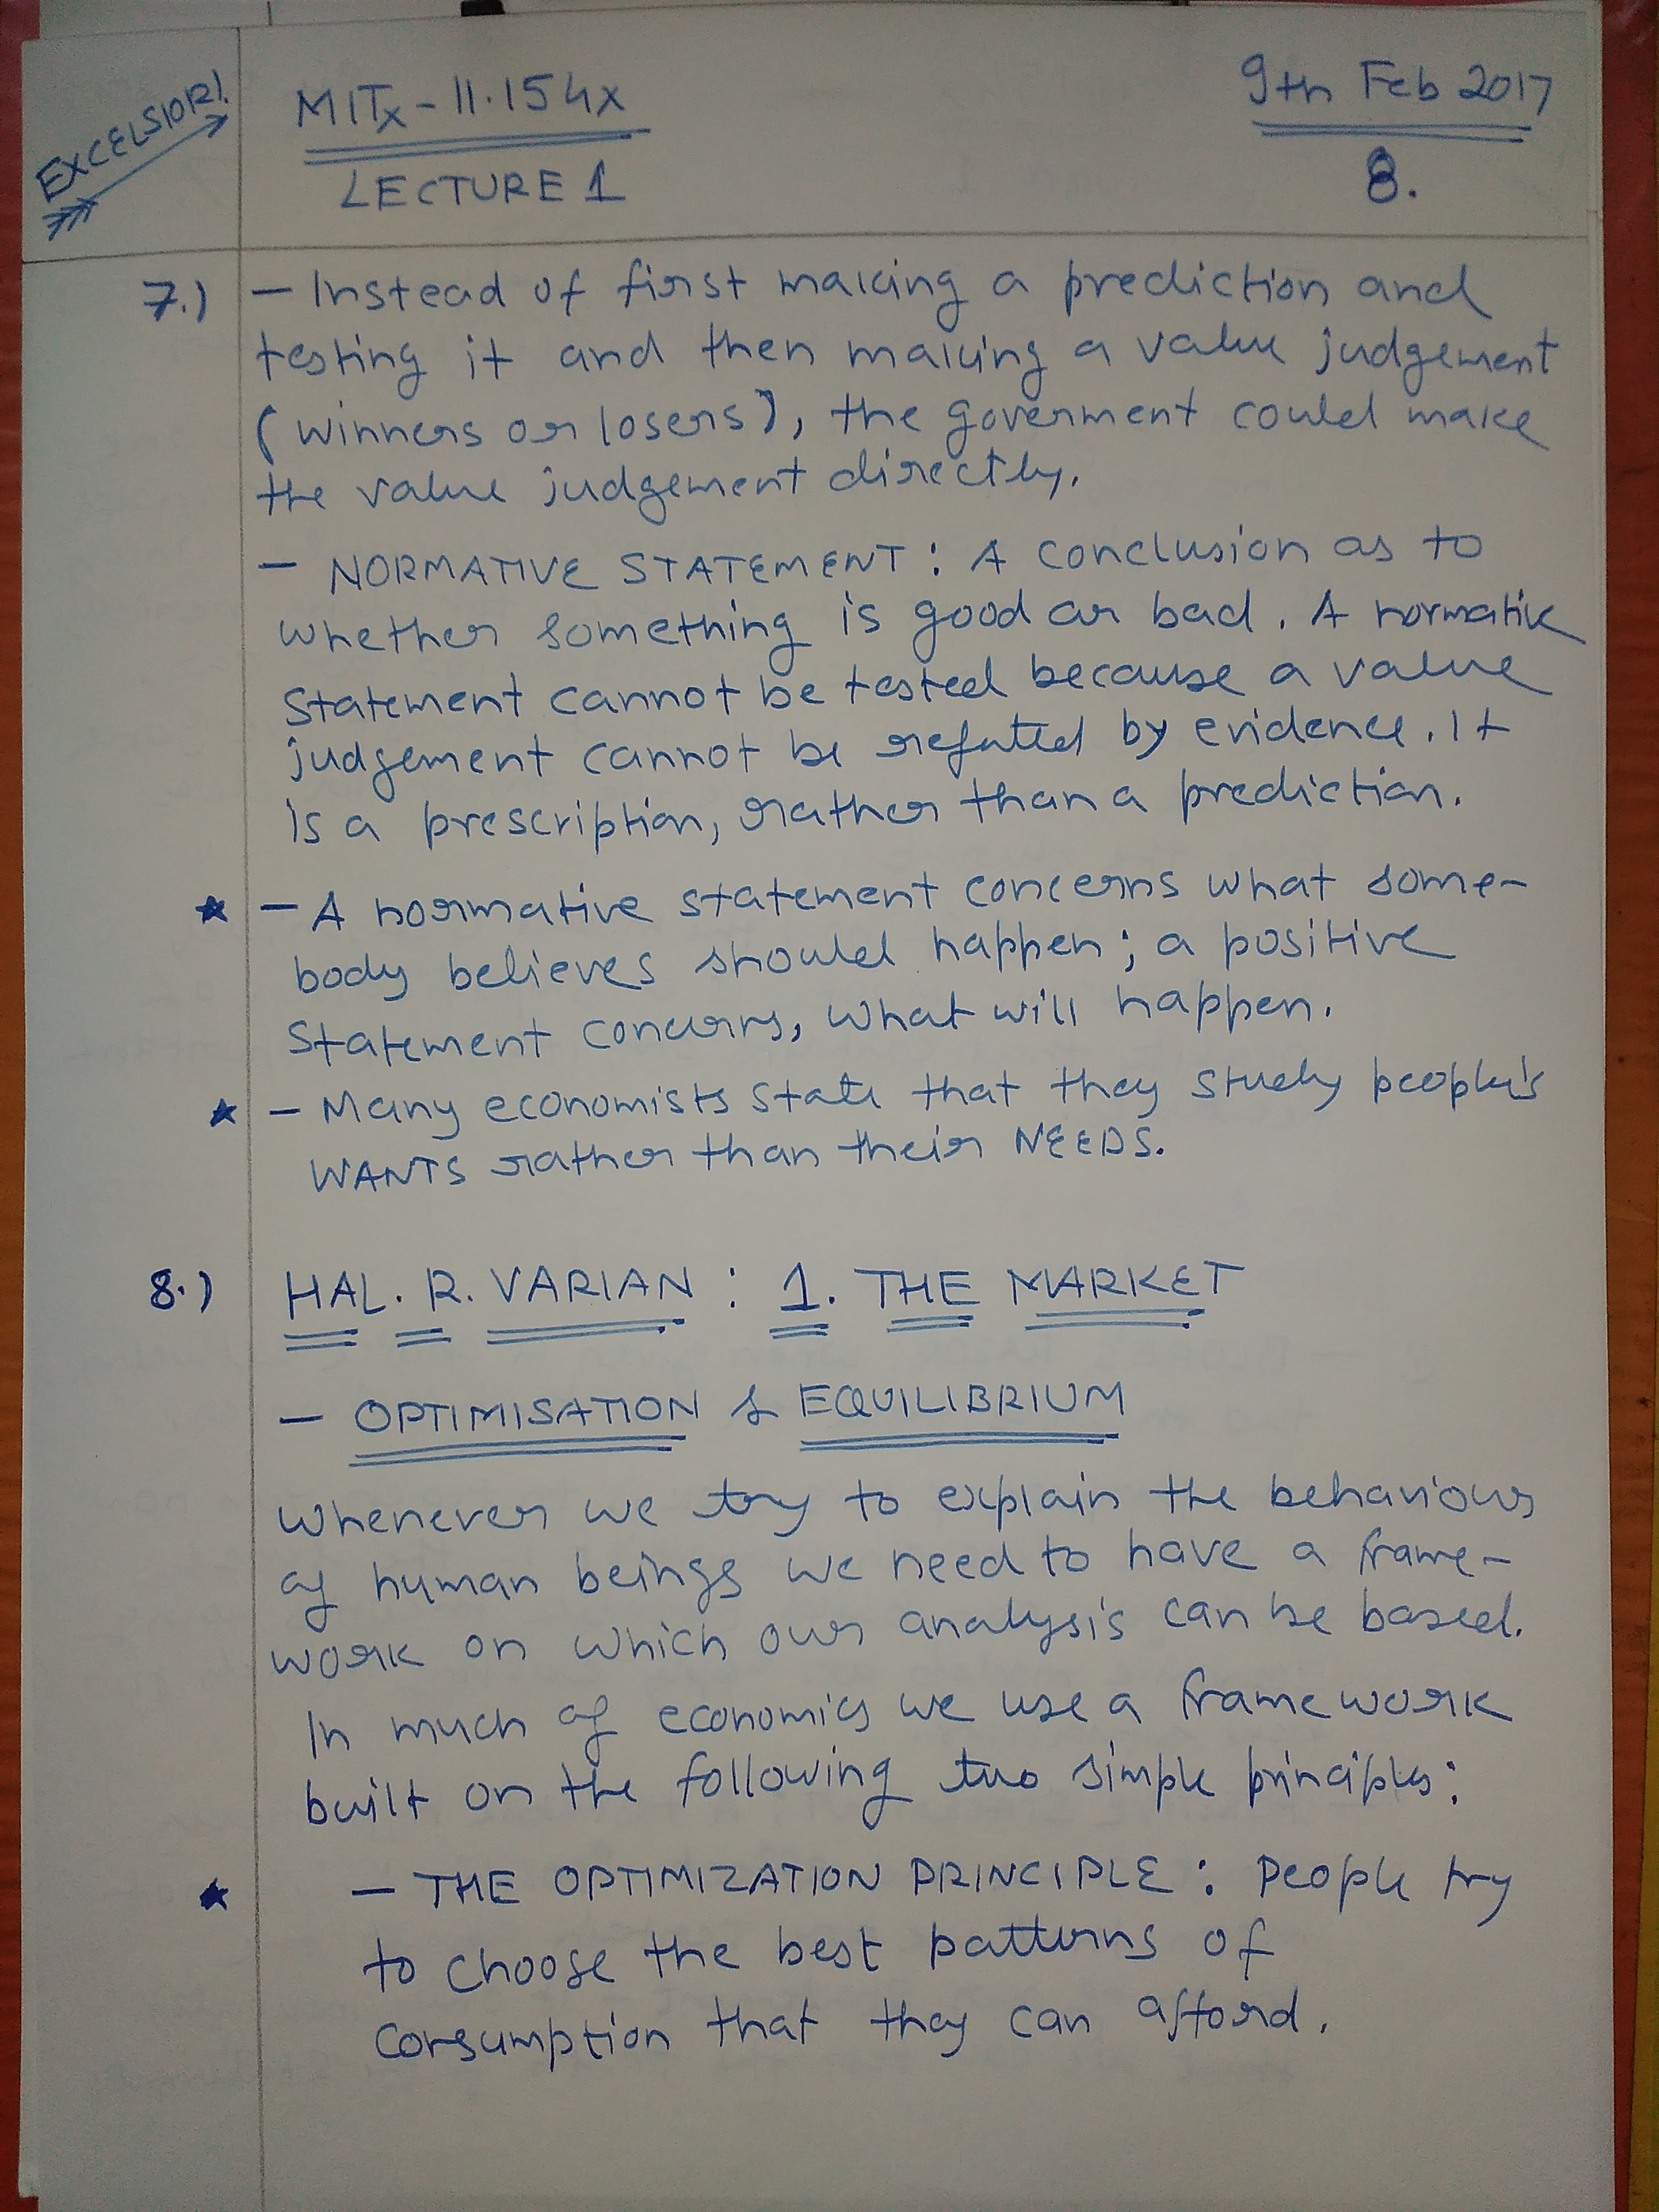 EXCELSIOR!
MITx - 11.154x
9th Feb 2017
LECTURE 1
8.
7.) — Instead of first making a prediction and
testing it and then making a value judgement
(winners or losers), the goverment could make
the value judgement directly.
— NORMATIVE STATEMENT : A conclusion as to
whether something is good or bad. A normative
statement cannot be tested because a value
judgement cannot be refutted by evidence. It
is a prescription, rather than a prediction.
★ — A normative statement concerns what some-
body believes should happen; a positive
statement concerns, what will happen.
★ — Many economists state that they study people's
WANTS rather than their NEEDS.
8.) HAL. R. VARIAN : 1. THE MARKET
— OPTIMISATION & EQUILIBRIUM
Whenever we try to explain the behaviour
of human beings we need to have a frame-
work on which our analysis can be based.
In much of economics we use a framework
built on the following two simple principles:
★ — THE OPTIMIZATION PRINCIPLE : People try
to choose the best patterns of
consumption that they can afford.